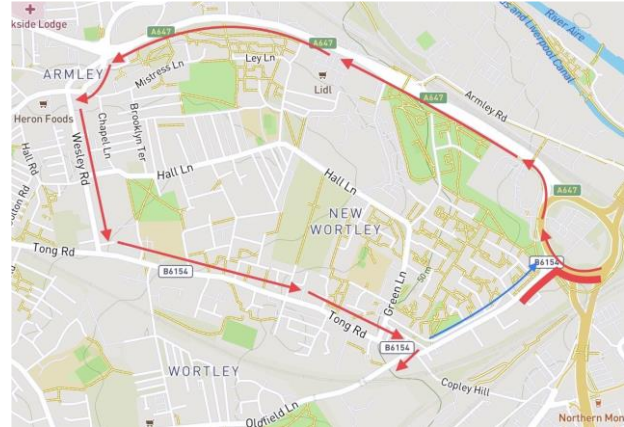 kside Lodge
A647
River Aire
s and Liverpool Canal
Ley Ln
A647
ARMLEY
Mistress Ln
Lidl
A647
Armley Rd
Heron Foods
Wesley Rd
Chapel Ln
Brooklyn Ter
Hall Rd
Hall Ln
Hall Ln
A647
olton Rd
NEW
WORTLEY
Tong Rd
B6154
B6154
50 m
Green Ln
Tong Rd
B6154
WORTLEY
Copley Hill
Oldfield Ln
Northern Mon